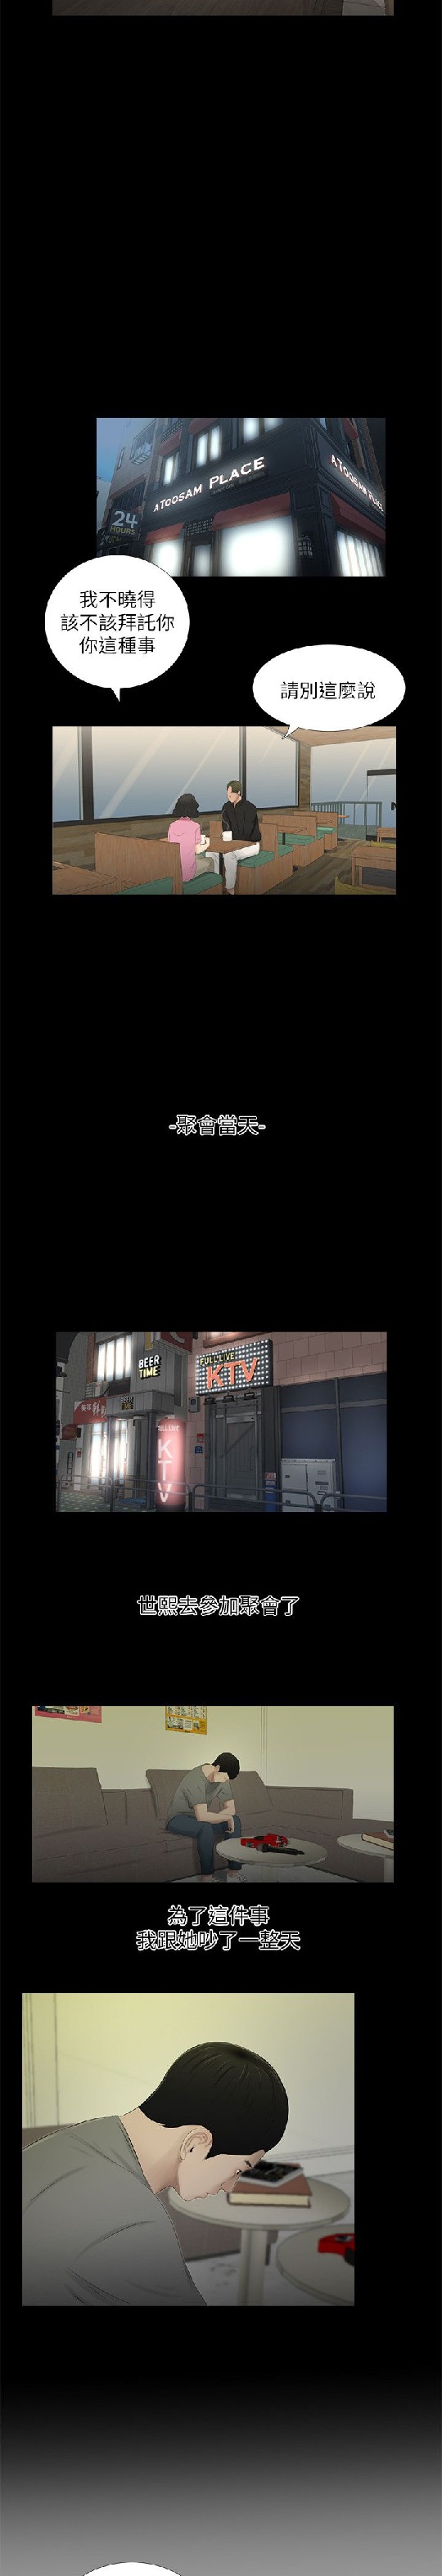 ATOOSAM PLACE
ATOOSAM PLACE
24
HOURS
我不曉得
該不該拜託你
你這種事
請別這麼說
-聚會當天-
BEER
TIME
FULL LIVE
KTV
KTV
世熙去參加聚會了
為了這件事
我跟她吵了一整天